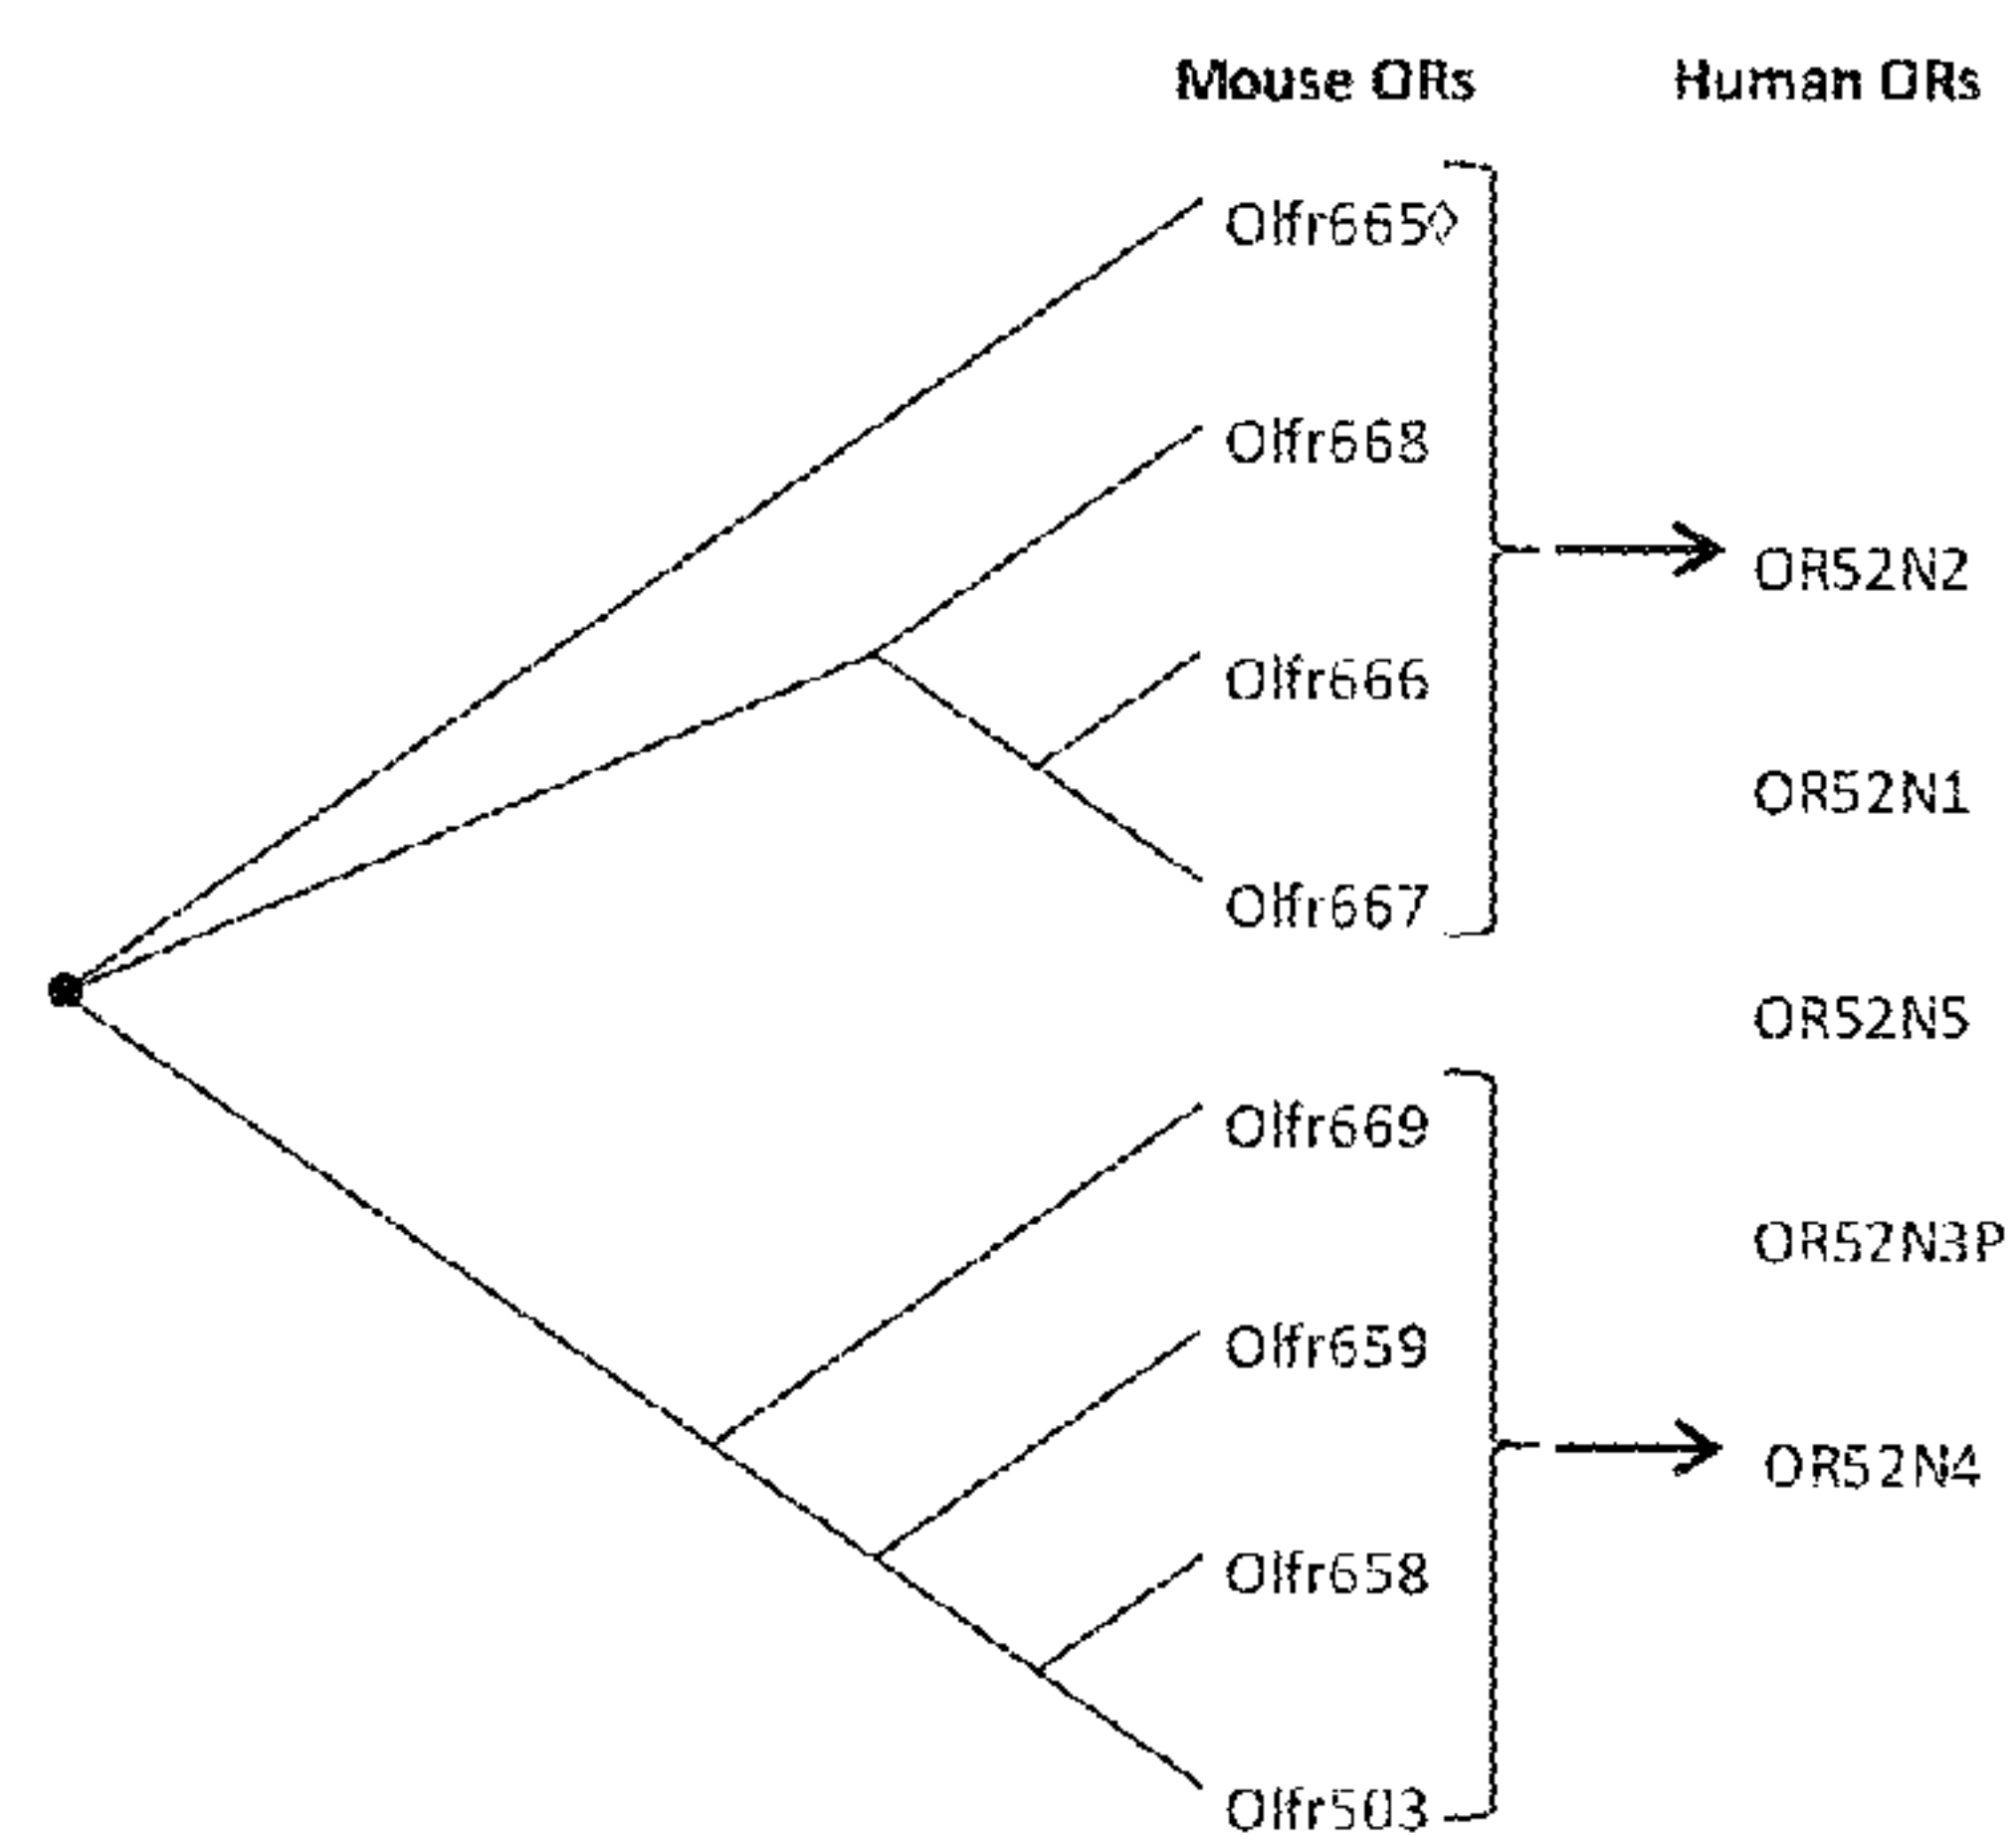 Mouse ORs Human ORs
Olfr665◊
Olfr668
OR52N2
Olfr666
OR52N1
Olfr667
OR52N5
Olfr669
OR52N3P
Olfr659
OR52N4
Olfr658
Olfr503